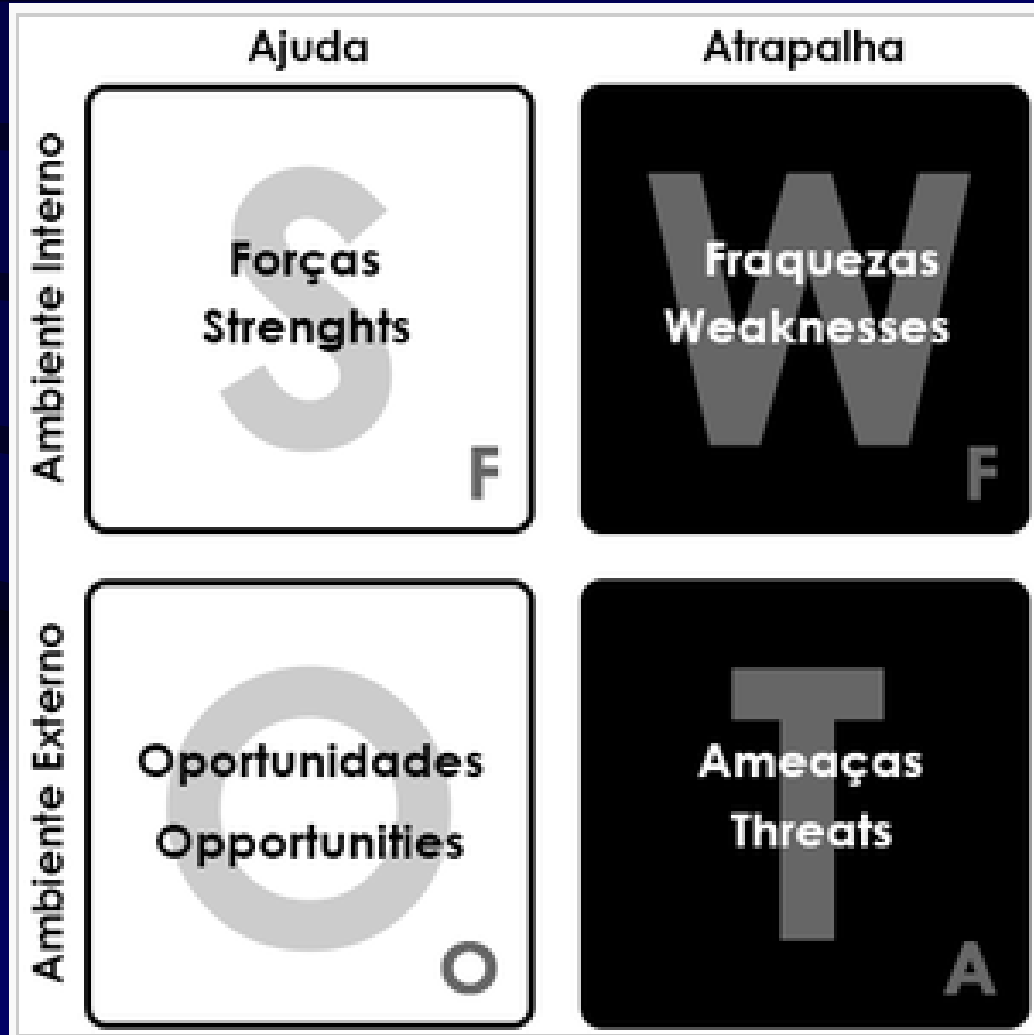 Ajuda
Atrapalha
Ambiente Interno
S
Forças
Strenghts
F
W
Fraquezas
Weaknesses
F
Ambiente Externo
O
Oportunidades
Opportunities
O
T
Ameaças
Threats
A